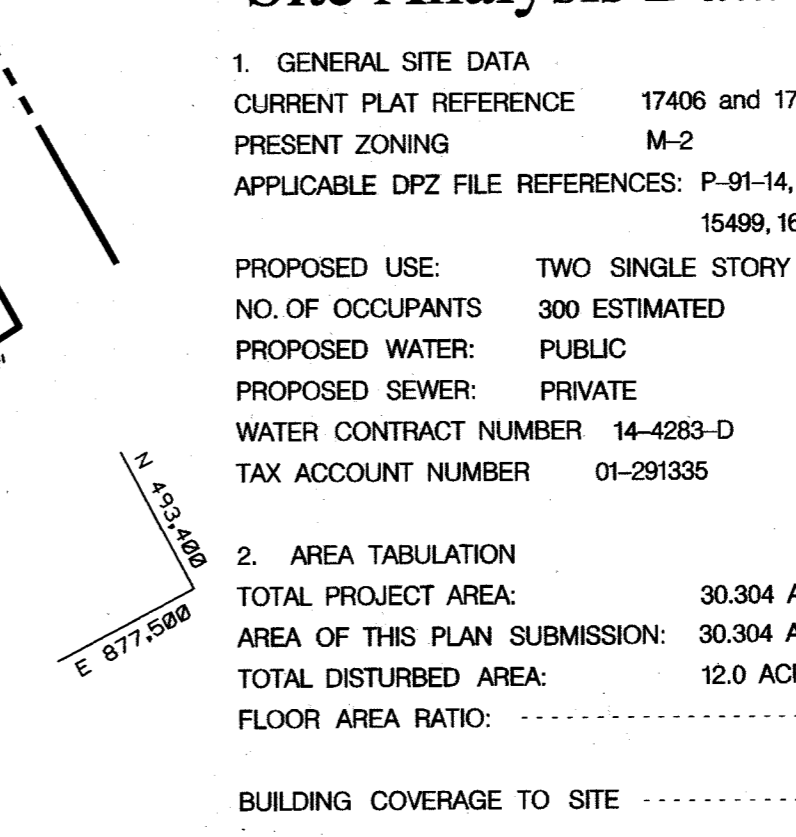 Site Analysis
1. GENERAL SITE DATA
CURRENT PLAT REFERENCE 17406 and 17
PRESENT ZONING M-2
APPLICABLE DPZ FILE REFERENCES: P-91-14,
15499, 16
PROPOSED USE: TWO SINGLE STORY
NO. OF OCCUPANTS 300 ESTIMATED
PROPOSED WATER: PUBLIC
PROPOSED SEWER: PRIVATE
WATER CONTRACT NUMBER 14-4283-D
TAX ACCOUNT NUMBER 01-291335
N 493,400
E 877,500
2. AREA TABULATION
TOTAL PROJECT AREA: 30.304 A
AREA OF THIS PLAN SUBMISSION: 30.304 A
TOTAL DISTURBED AREA: 12.0 AC
FLOOR AREA RATIO: - - - - - - - - - - - - - - - - - - - -
BUILDING COVERAGE TO SITE - - - - - - - - - - -